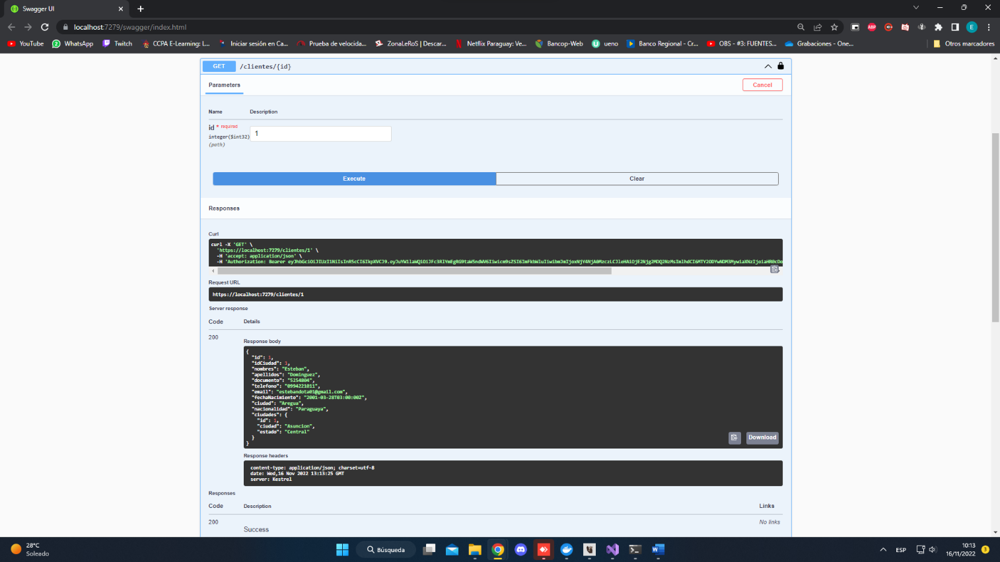 Swagger UI
localhost:7279/swagger/index.html
YouTube
WhatsApp
Twitch
CCPA E-Learning: L...
Iniciar sesión en Ca...
Prueba de velocida...
ZonaLeRoS | Descar...
Netflix Paraguay: Ve...
Bancop-Web
ueno
Banco Regional - Cr...
OBS - #3: FUENTES...
Grabaciones - One...
Otros marcadores
GET /clientes/{id}
Parameters
Cancel
Name Description
id * required
integer($int32)
(path)
1
Execute
Clear
Responses
Curl
curl -X 'GET' \
'https://localhost:7279/clientes/1' \
-H 'accept: application/json' \
-H 'Authorization: Bearer
Request URL
https://localhost:7279/clientes/1
Server response
Code Details
200
Response body
{
"id": 1,
"idCiudad": 1,
"nombres": "Esteban",
"apellidos": "Dominguez",
"documento": "5254804",
"telefono": "0994221011",
"email": "estebandota01@gmail.com",
"fechaNacimiento": "2001-03-28T03:00:00Z",
"ciudad": "Aregua",
"nacionalidad": "Paraguaya",
"ciudades": {
"id": 1,
"ciudad": "Asuncion",
"estado": "Central"
}
}
Download
Response headers
content-type: application/json; charset=utf-8
date: Wed,16 Nov 2022 13:13:25 GMT
server: Kestrel
Responses
Code Description Links
200 No links
Success
28°C
Soleado
Búsqueda
ESP
10:13
16/11/2022
3